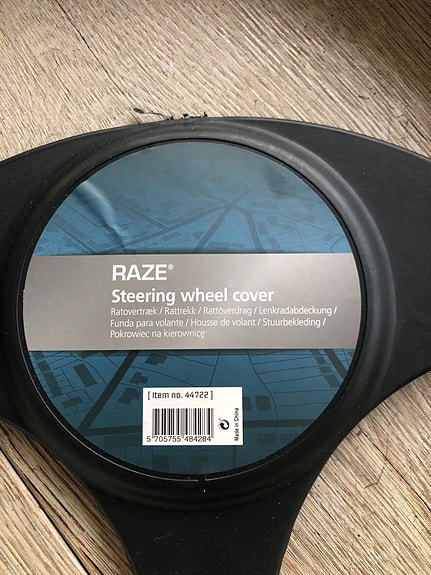 RAZE®
Steering wheel cover
Ratovertræk / Rattrekk / Rattöverdrag / Lenkradabdeckung /
Funda para volante / Housse de volant / Stuurbekleding /
Pokrowiec na kierownicę
[ Item no. 44722 ]
5 705755 484284
Made in China